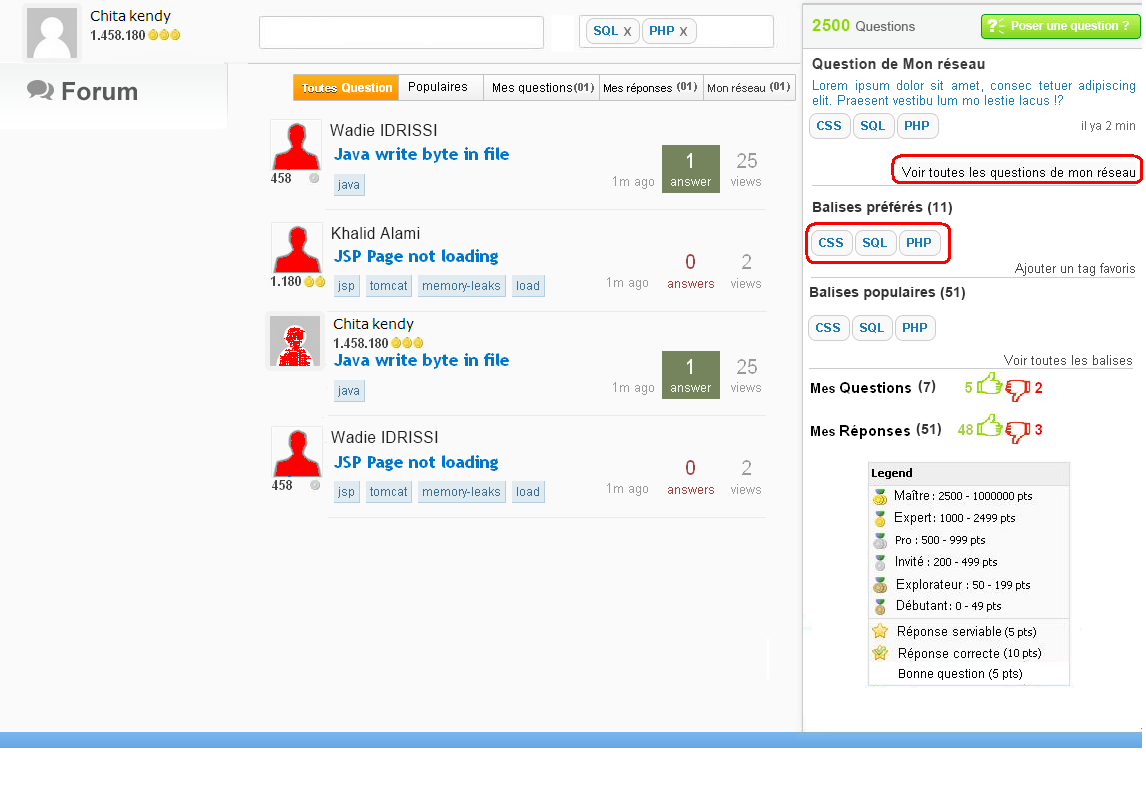 Chita kendy
1.458.180
Forum
SQL x PHP x
Toutes Question Populaires Mes questions(01) Mes réponses (01) Mon réseau (01)
Wadie IDRISSI
Java write byte in file
458
java
1m ago
1
answer
25
views
Khalid Alami
JSP Page not loading
1.180
jsp tomcat memory-leaks load
1m ago
0
answers
2
views
Chita kendy
1.458.180
Java write byte in file
java
1m ago
1
answer
25
views
Wadie IDRISSI
JSP Page not loading
458
jsp tomcat memory-leaks load
1m ago
0
answers
2
views
2500 Questions
?: Poser une question ?
Question de Mon réseau
Lorem ipsum dolor sit amet, consec tetuer adipiscing
elit. Praesent vestibu lum mo lestie lacus !?
CSS SQL PHP
il ya 2 min
Voir toutes les questions de mon réseau
Balises préférés (11)
CSS SQL PHP
Ajouter un tag favoris
Balises populaires (51)
CSS SQL PHP
Voir toutes les balises
Mes Questions (7) 5 2
Mes Réponses (51) 48 3
Legend
Maître : 2500 - 1000000 pts
Expert: 1000 - 2499 pts
Pro : 500 - 999 pts
Invité : 200 - 499 pts
Explorateur : 50 - 199 pts
Débutant: 0 - 49 pts
Réponse serviable (5 pts)
Réponse correcte (10 pts)
Bonne question (5 pts)